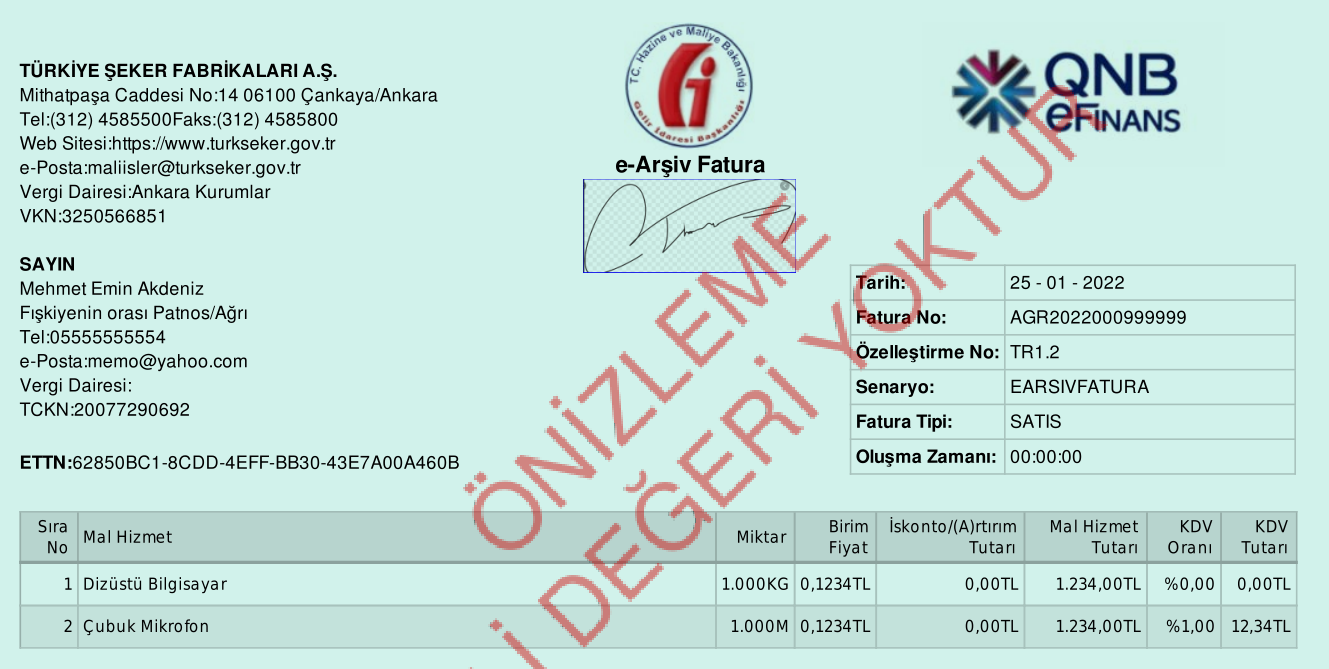 TÜRKİYE ŞEKER FABRİKALARI A.Ş.
Mithatpaşa Caddesi No:14 06100 Çankaya/Ankara
Tel:(312) 4585500Faks:(312) 4585800
Web Sitesi:https://www.turkseker.gov.tr
e-Posta:maliisler@turkseker.gov.tr
Vergi Dairesi:Ankara Kurumlar
VKN:3250566851
T.C. Hazine ve Maliye Bakanlığı
Gelir İdaresi Başkanlığı
e-Arşiv Fatura
QNB
eFİNANS
SAYIN
Mehmet Emin Akdeniz
Fışkiyenin orası Patnos/Ağrı
Tel:05555555554
e-Posta:memo@yahoo.com
Vergi Dairesi:
TCKN:20077290692
ETTN:62850BC1-8CDD-4EFF-BB30-43E7A00A460B
Tarih: 25 - 01 - 2022
Fatura No: AGR2022000999999
Özelleştirme No: TR1.2
Senaryo: EARSIVFATURA
Fatura Tipi: SATIS
Oluşma Zamanı: 00:00:00
Sıra No Mal Hizmet Miktar Birim Fiyat İskonto/(A)rtırım Tutarı Mal Hizmet Tutarı KDV Oranı KDV Tutarı
1 Dizüstü Bilgisayar 1.000KG 0,1234TL 0,00TL 1.234,00TL %0,00 0,00TL
2 Çubuk Mikrofon 1.000M 0,1234TL 0,00TL 1.234,00TL %1,00 12,34TL
ÖNİZLEME
İ DEĞERİ YOKTUR